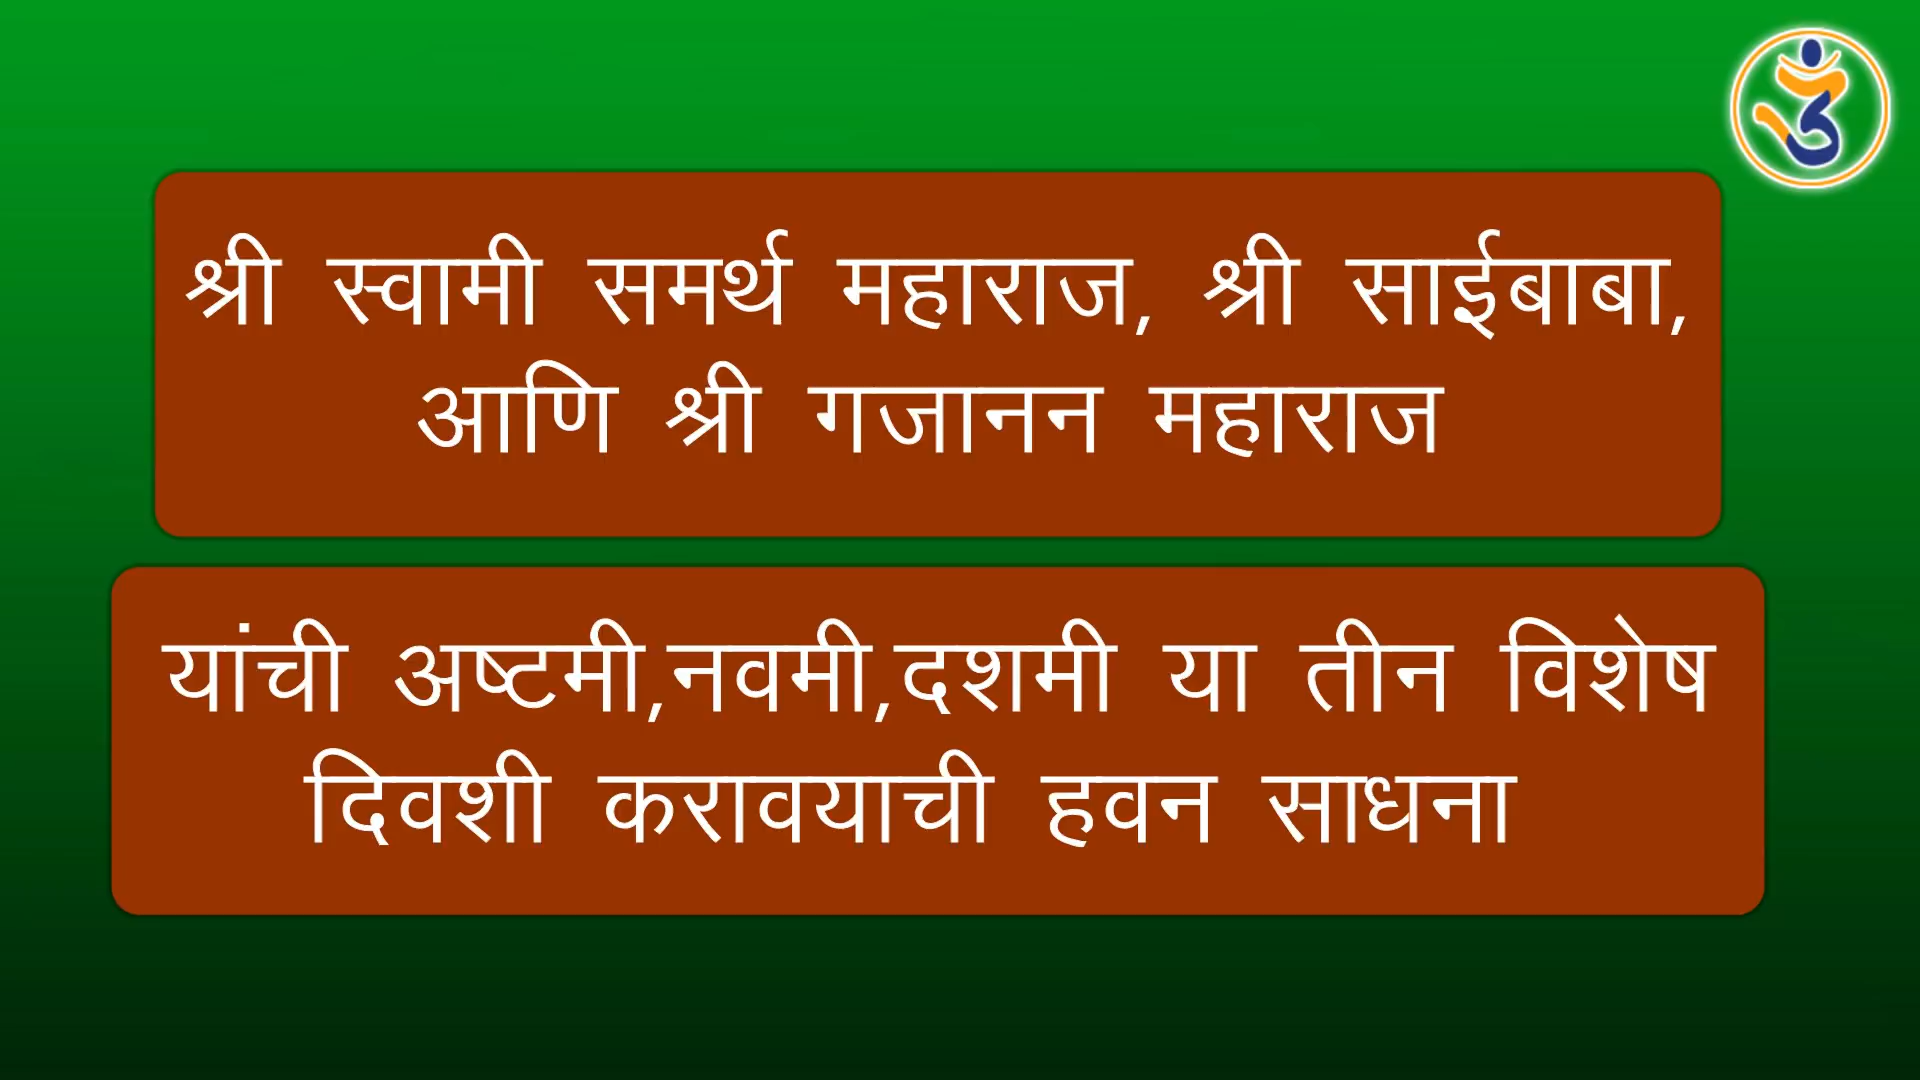 श्री स्वामी समर्थ महाराज, श्री साईबाबा,
आणि श्री गजानन महाराज
यांची अष्टमी,नवमी,दशमी या तीन विशेष
दिवशी करावयाची हवन साधना